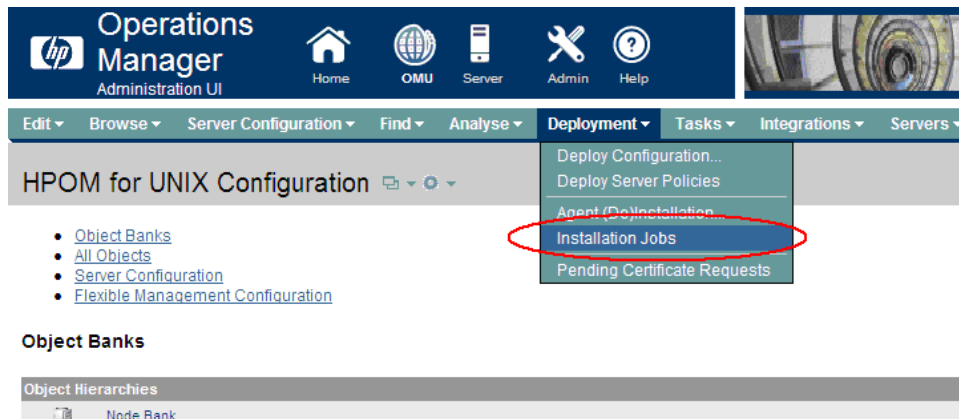 hp
Operations
Manager
Administration UI
Home
OMU
Server
Admin
Help
Edit
Browse
Server Configuration
Find
Analyse
Deployment
Tasks
Integrations
Servers
Deploy Configuration...
Deploy Server Policies
Agent (De)Installation...
Installation Jobs
Pending Certificate Requests
HPOM for UNIX Configuration
Object Banks
All Objects
Server Configuration
Flexible Management Configuration
Object Banks
Object Hierarchies
Node Bank